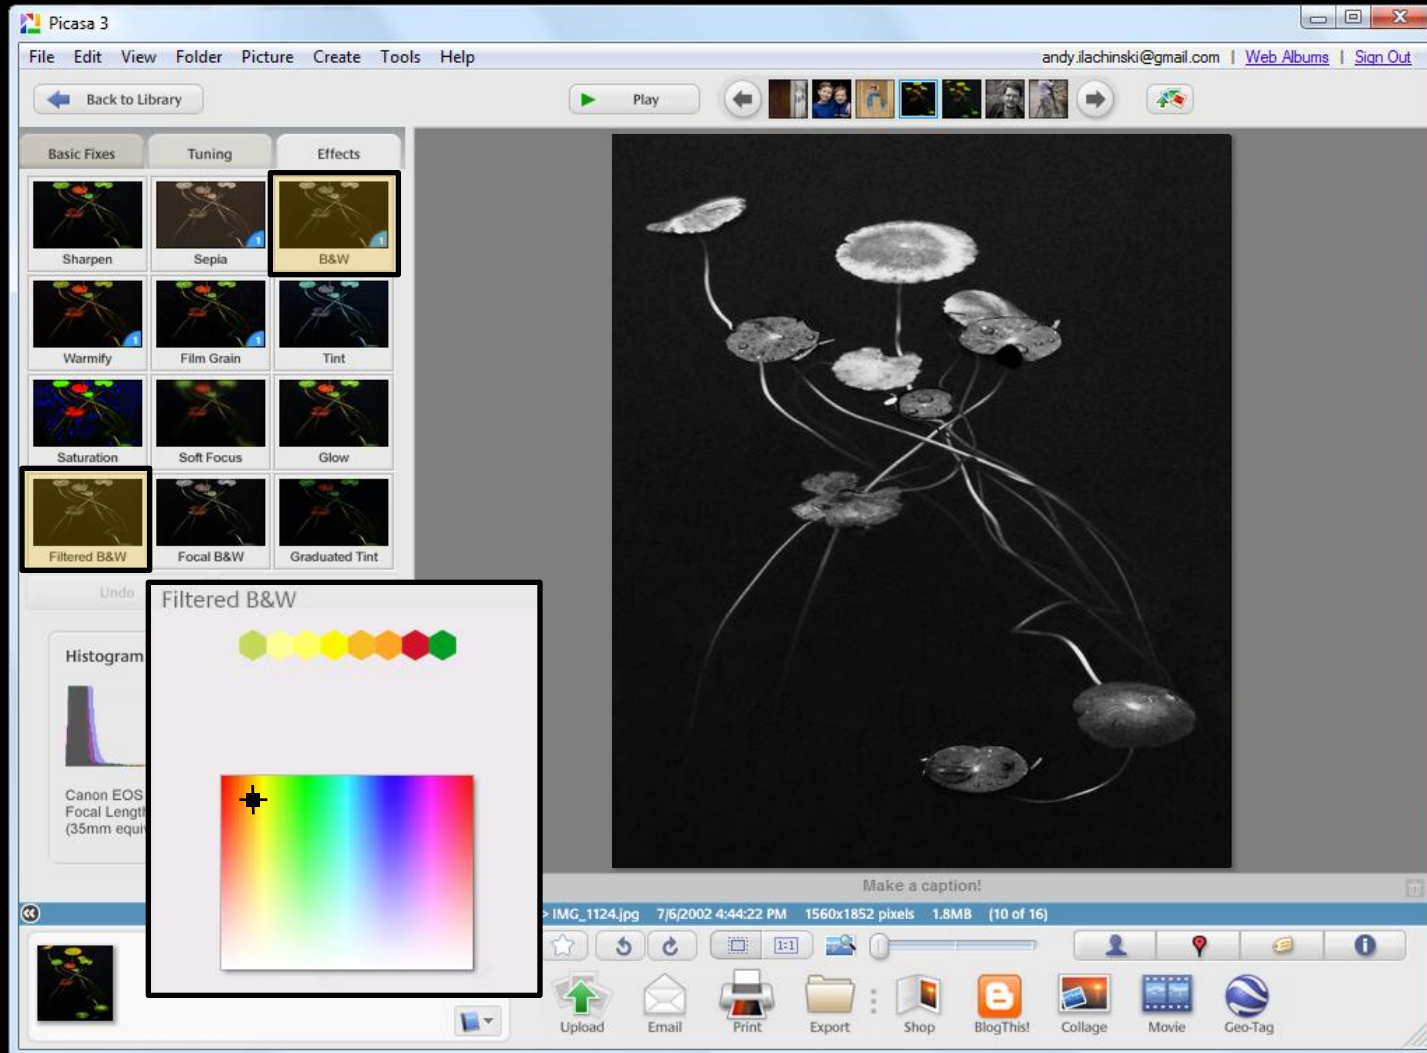 Picasa 3
File Edit View Folder Picture Create Tools Help
andy.ilachinski@gmail.com | Web Albums | Sign Out
Back to Library
Play
Basic Fixes Tuning Effects
Sharpen Sepia B&W
1 1
Warmify Film Grain Tint
1 1
Saturation Soft Focus Glow
Filtered B&W Focal B&W Graduated Tint
Undo
Filtered B&W
Histogram
Canon EOS
Focal Length
(35mm equi
Make a caption!
> IMG_1124.jpg 7/6/2002 4:44:22 PM 1560x1852 pixels 1.8MB (10 of 16)
1:1
Upload Email Print Export Shop BlogThis! Collage Movie Geo-Tag